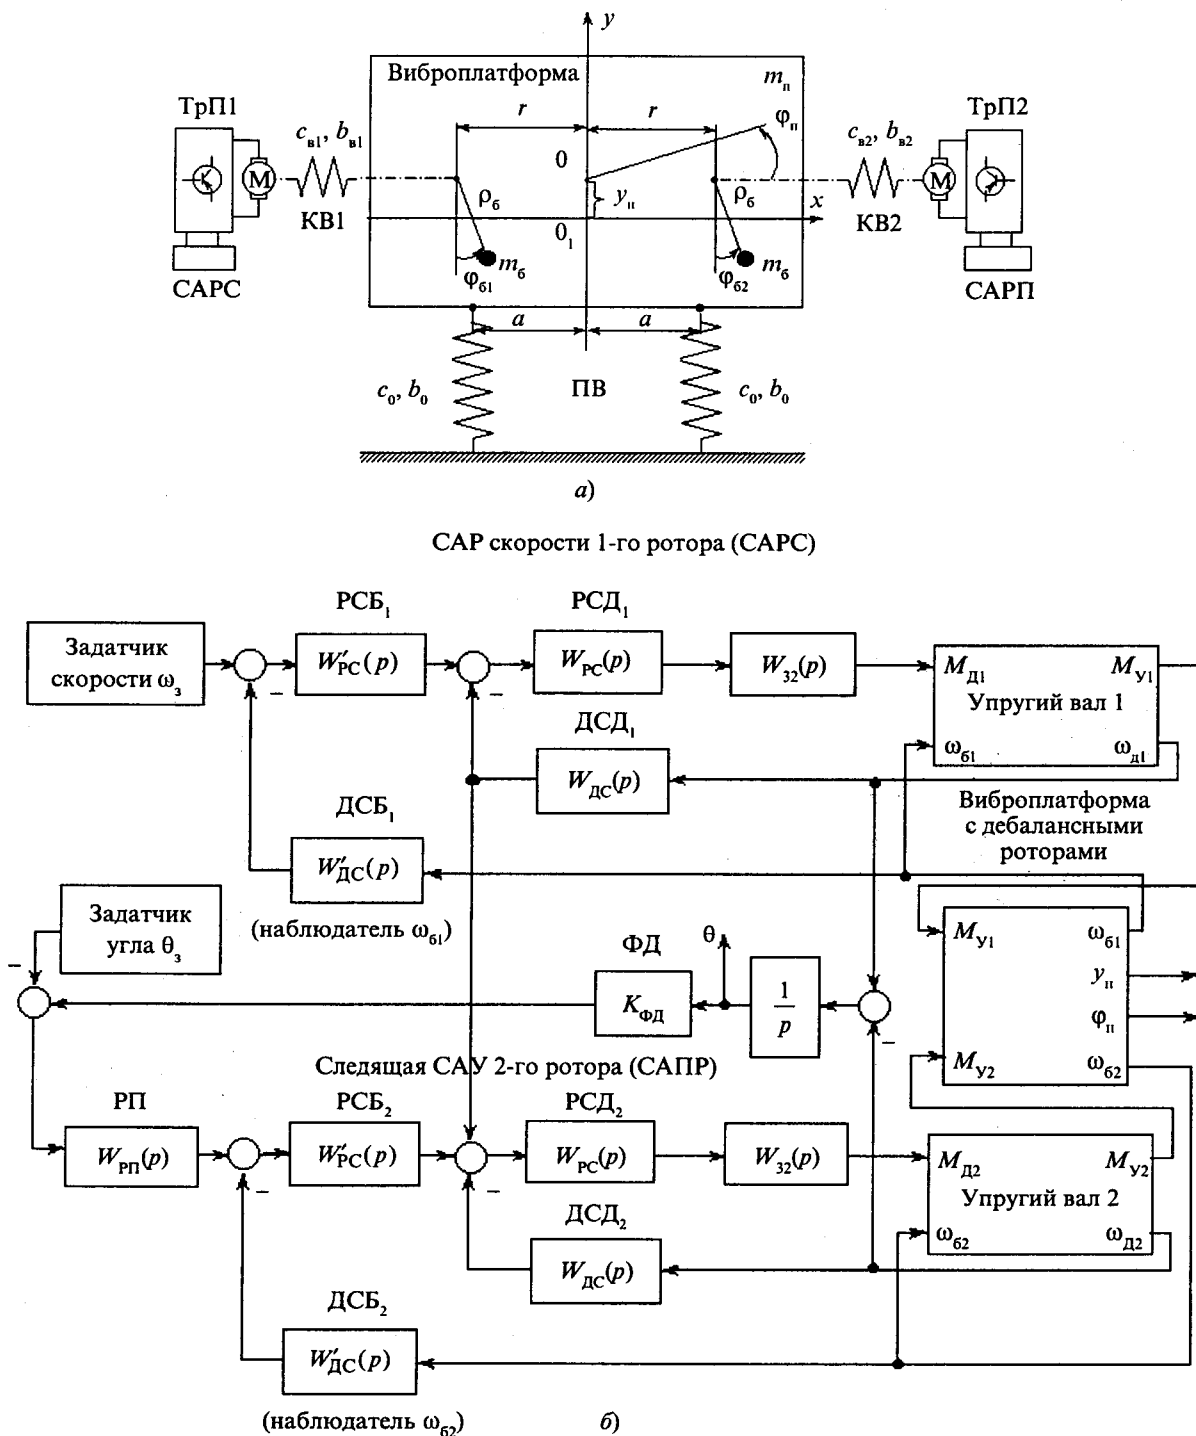 y
Виброплатформа
m_п
ТрП1
ТрП2
r
r
φ_п
c_в1, b_в1
c_в2, b_в2
0
М
М
ρ_б
y_п
ρ_б
x
КВ1
КВ2
0_1
m_б
m_б
φ_б1
φ_б2
САРС
САРП
a
a
c_0, b_0
ПВ
c_0, b_0
а)
САР скорости 1-го ротора (САРС)
РСБ_1
РСД_1
Задатчик
скорости ω_з
W′_РС(p)
W_РС(p)
W_32(p)
M_Д1
M_У1
Упругий вал 1
ω_б1
ω_д1
–
–
ДСД_1
W_ДС(p)
ДСБ_1
Виброплатформа
с дебалансными
роторами
W′_ДС(p)
(наблюдатель ω_б1)
Задатчик
угла θ_з
–
ФД
θ
K_ФД
1
p
–
M_У1
ω_б1
y_п
φ_п
M_У2
ω_б2
Следящая САУ 2-го ротора (САПР)
РП
РСБ_2
РСД_2
W_РП(p)
W′_РС(p)
W_РС(p)
W_32(p)
M_Д2
M_У2
Упругий вал 2
ω_б2
ω_Д2
–
–
ДСД_2
W_ДС(p)
ДСБ_2
W′_ДС(p)
(наблюдатель ω_б2)
б)